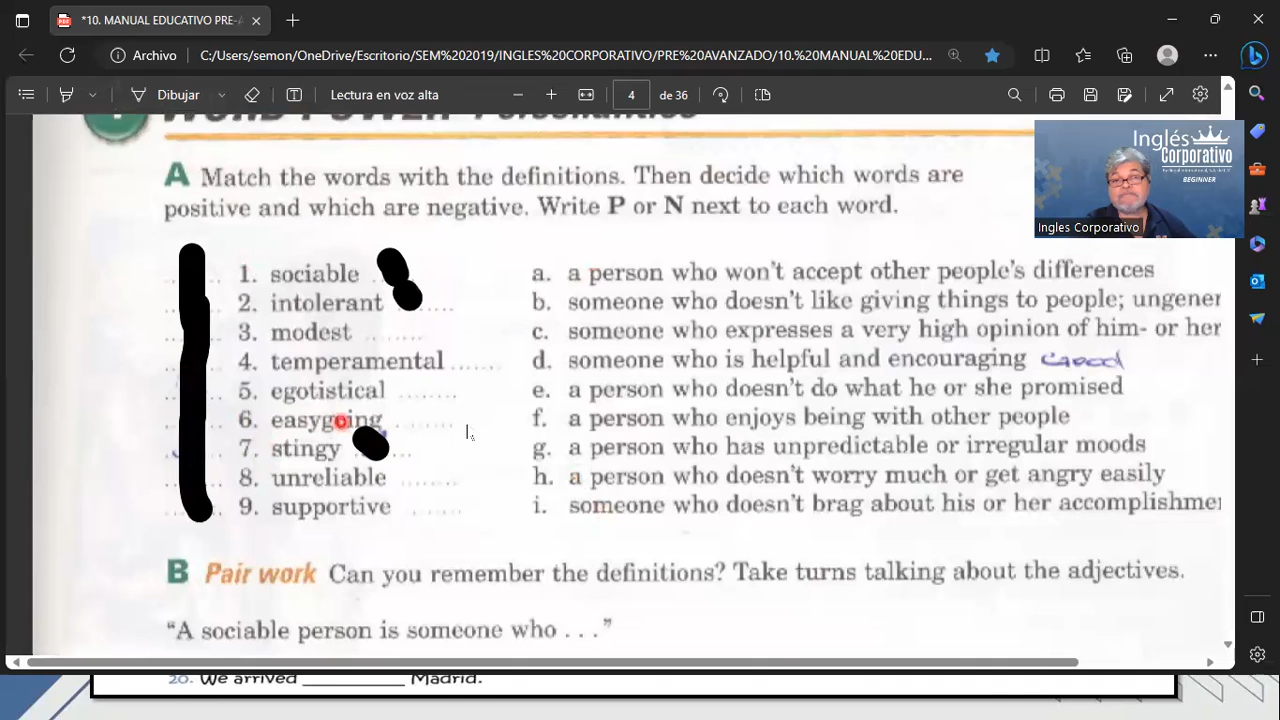 *10. MANUAL EDUCATIVO PRE-A
Archivo
C:/Users/semon/OneDrive/Escritorio/SEM%202019/INGLES%20CORPORATIVO/PRE%20AVANZADO/10.%20MANUAL%20EDU...
Dibujar
Lectura en voz alta
4
de 36
WORD POWER Personalities
Inglés
Corporativo
BEGINNER
Ingles Corporativo
A Match the words with the definitions. Then decide which words are
positive and which are negative. Write P or N next to each word.
1. sociable
a. a person who won't accept other people's differences
2. intolerant ........
b. someone who doesn't like giving things to people; ungener
3. modest ........
c. someone who expresses a very high opinion of him- or her
4. temperamental ......
d. someone who is helpful and encouraging
5. egotistical ........
e. a person who doesn't do what he or she promised
6. easygoing ........
f. a person who enjoys being with other people
7. stingy ...
g. a person who has unpredictable or irregular moods
8. unreliable ........
h. a person who doesn't worry much or get angry easily
9. supportive ......
i. someone who doesn't brag about his or her accomplishme
B Pair work Can you remember the definitions? Take turns talking about the adjectives.
"A sociable person is someone who . . ."
20. We arrived __________ Madrid.